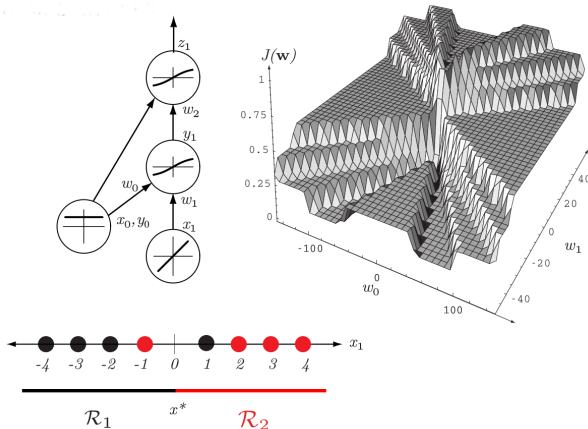 z₁
w₂
y₁
w₀
w₁
x₀, y₀
x₁
J(w)
1
0.75
0.5
0.25
0
-100
0
100
w₀
-40
-20
0
20
40
w₁
x₁
-4 -3 -2 -1 0 1 2 3 4
R₁ x* R₂